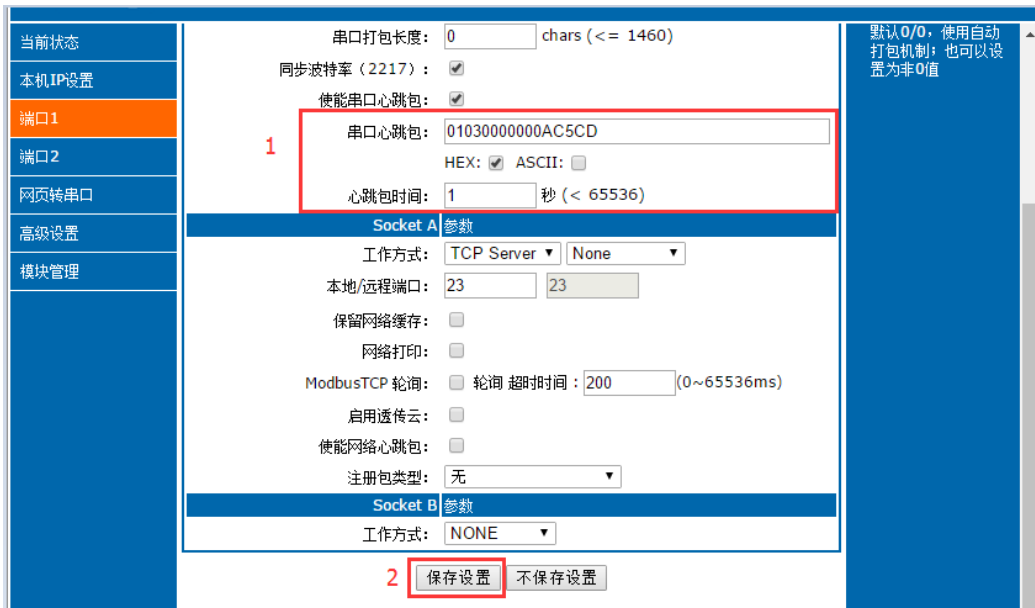 当前状态
本机IP设置
端口1
端口2
网页转串口
高级设置
模块管理
串口打包长度： 0 chars (<= 1460)
同步波特率（2217）：
使能串口心跳包：
1
串口心跳包： 01030000000AC5CD
HEX: ASCII:
心跳包时间： 1 秒 (< 65536)
Socket A 参数
工作方式： TCP Server ▼ None ▼
本地/远程端口： 23 23
保留网络缓存：
网络打印：
ModbusTCP 轮询： 轮询 超时时间：200 (0~65536ms)
启用透传云：
使能网络心跳包：
注册包类型： 无 ▼
Socket B 参数
工作方式： NONE ▼
2 保存设置 不保存设置
默认0/0，使用自动
打包机制；也可以设
置为非0值